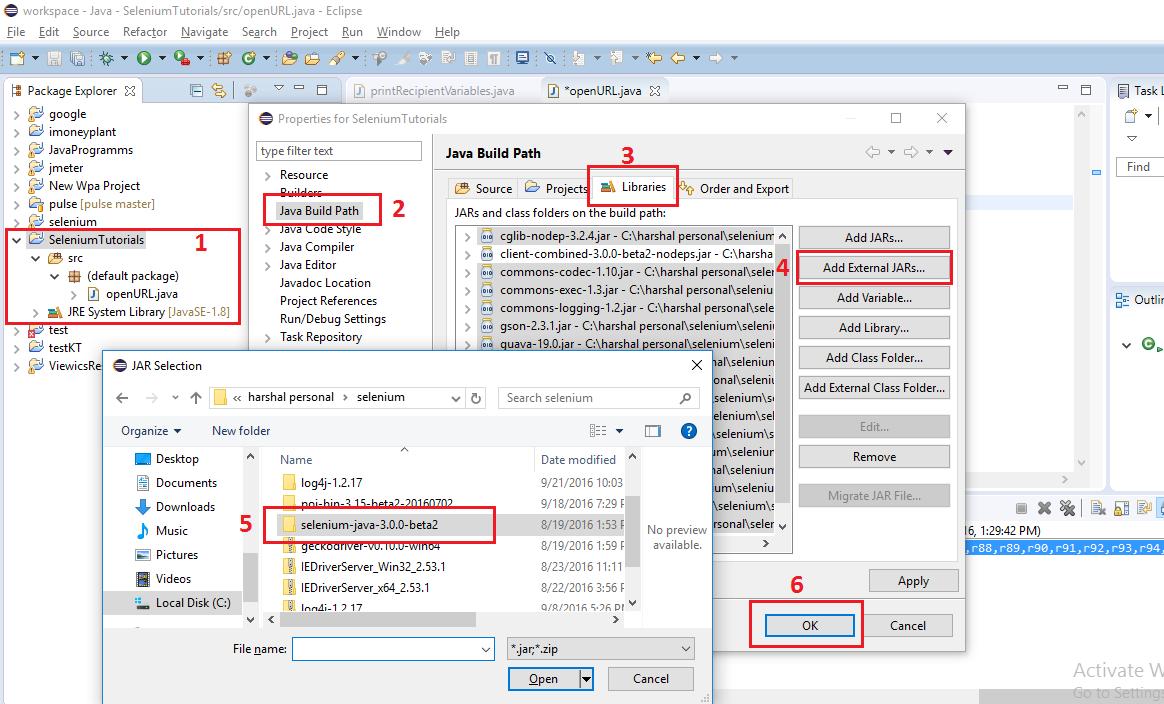 workspace - Java - SeleniumTutorials/src/openURL.java - Eclipse
File Edit Source Refactor Navigate Search Project Run Window Help
Package Explorer
printRecipientVariables.java
*openURL.java
Task L
google
imoneyplant
JavaProgramms
jmeter
New Wpa Project
pulse [pulse master]
selenium
SeleniumTutorials
1
src
(default package)
openURL.java
JRE System Library [JavaSE-1.8]
test
testKT
ViewicsRe
Properties for SeleniumTutorials
type filter text
Resource
Builders
Java Build Path
2
Java Code Style
Java Compiler
Java Editor
Javadoc Location
Project References
Run/Debug Settings
Task Repository
Java Build Path
3
Source Projects Libraries Order and Export
JARs and class folders on the build path:
cglib-nodep-3.2.4.jar - C:\harshal personal\selenium
client-combined-3.0.0-beta2-nodeps.jar - C:\harsha
commons-codec-1.10.jar - C:\harshal personal\seler
commons-exec-1.3.jar - C:\harshal personal\seleniu
commons-logging-1.2.jar - C:\harshal personal\sele
gson-2.3.1.jar - C:\harshal personal\selenium\selen
guava-19.0.jar - C:\harshal personal\selenium\selen
Add JARs...
4
Add External JARs...
Add Variable...
Add Library...
Add Class Folder...
Add External Class Folder...
Edit...
Remove
Migrate JAR File...
Apply
6
OK
Cancel
Find
Outlin
JAR Selection
« harshal personal › selenium
Search selenium
Organize
New folder
Desktop
Documents
Downloads
Music
Pictures
Videos
Local Disk (C:)
Name Date modified
log4j-1.2.17 9/21/2016 10:03
poi-bin-3.15-beta2-20160702 9/18/2016 7:29 P
5
selenium-java-3.0.0-beta2 8/19/2016 1:53 P
geckodriver-v0.10.0-win64 8/19/2016 1:59 P
IEDriverServer_Win32_2.53.1 8/23/2016 11:11
IEDriverServer_x64_2.53.1 8/22/2016 3:56 P
log4j-1.2.17 9/8/2016 5:26 PM
No preview
available.
File name:
*.jar;*.zip
Open
Cancel
, 1:29:42 PM)
,r88,r89,r90,r91,r92,r93,r94,
Activate W
Go to Settings